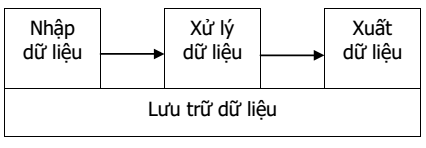 Nhập
dữ liệu
Xử lý
dữ liệu
Xuất
dữ liệu
Lưu trữ dữ liệu